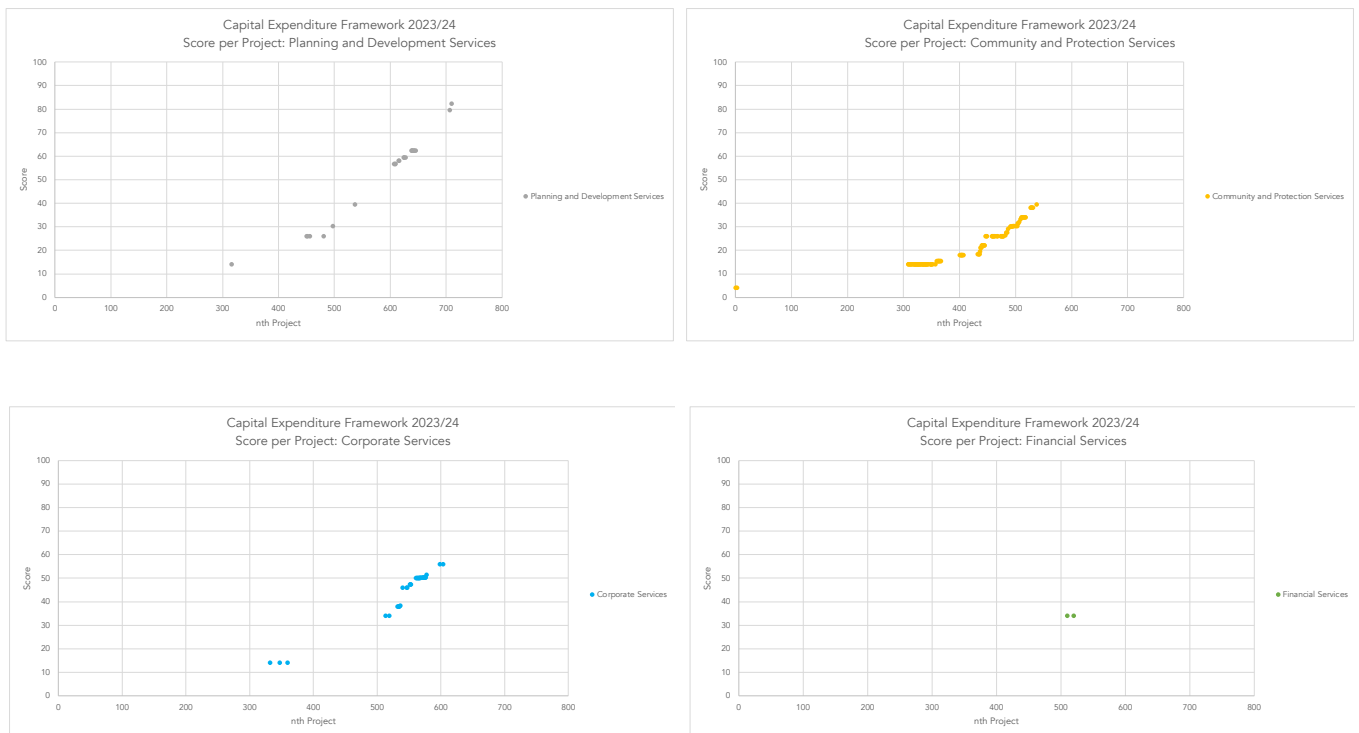 Capital Expenditure Framework 2023/24
Score per Project: Planning and Development Services
100
90
80
70
60
50
40
30
20
10
0
Score
0 100 200 300 400 500 600 700 800
nth Project
Planning and Development Services
Capital Expenditure Framework 2023/24
Score per Project: Community and Protection Services
100
90
80
70
60
50
40
30
20
10
0
Score
0 100 200 300 400 500 600 700 800
nth Project
Community and Protection Services
Capital Expenditure Framework 2023/24
Score per Project: Corporate Services
100
90
80
70
60
50
40
30
20
10
0
Score
0 100 200 300 400 500 600 700 800
nth Project
Corporate Services
Capital Expenditure Framework 2023/24
Score per Project: Financial Services
100
90
80
70
60
50
40
30
20
10
0
Score
0 100 200 300 400 500 600 700 800
nth Project
Financial Services